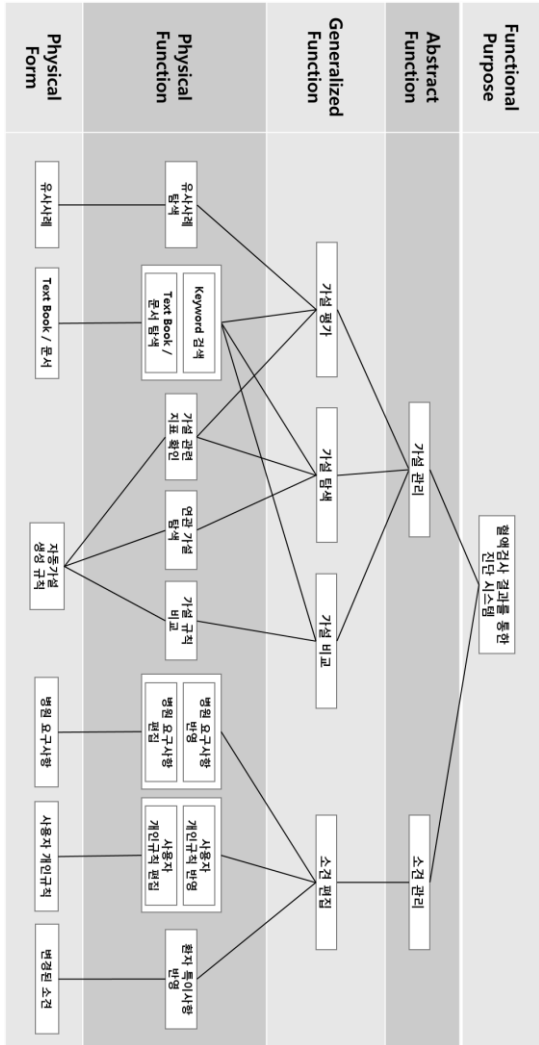 Functional
Purpose
혈액검사 결과를 통한
진단 시스템
Abstract
Function
가설 관리
소견 관리
Generalized
Function
가설 평가
가설 탐색
가설 비교
소견 편집
Physical
Function
유사사례
탐색
Keyword 검색
Text Book /
문서 탐색
가설 관련
지표 확인
연관 가설
탐색
가설 규칙
비교
병원 요구사항
반영
병원 요구사항
편집
사용자
개인규칙 반영
사용자
개인규칙 편집
환자 특이사항
반영
Physical
Form
유사사례
Text Book / 문서
자동가설
생성 규칙
병원 요구사항
사용자 개인규칙
변경된 소견